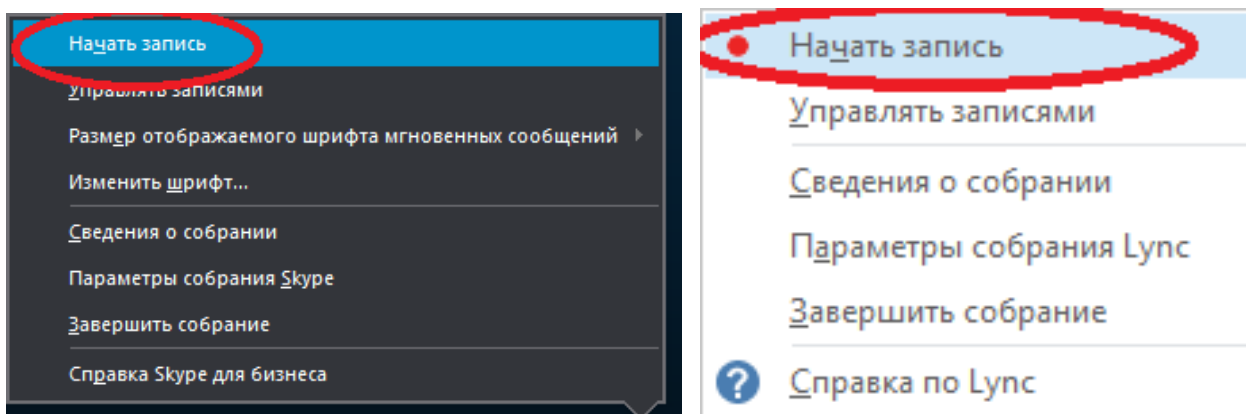 Начать запись
Управлять записями
Размер отображаемого шрифта мгновенных сообщений
Изменить шрифт...
Сведения о собрании
Параметры собрания Skype
Завершить собрание
Справка Skype для бизнеса
Начать запись
Управлять записями
Сведения о собрании
Параметры собрания Lync
Завершить собрание
? Справка по Lync